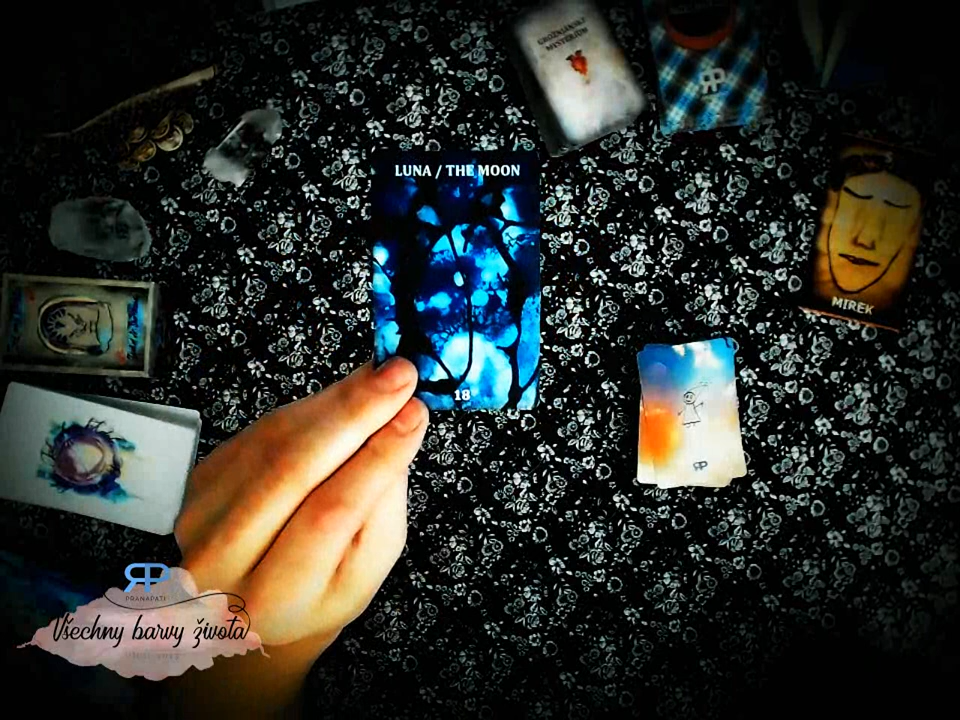 LUNA / THE MOON
18
MIREK
PRANAPATI
Všechny barvy života